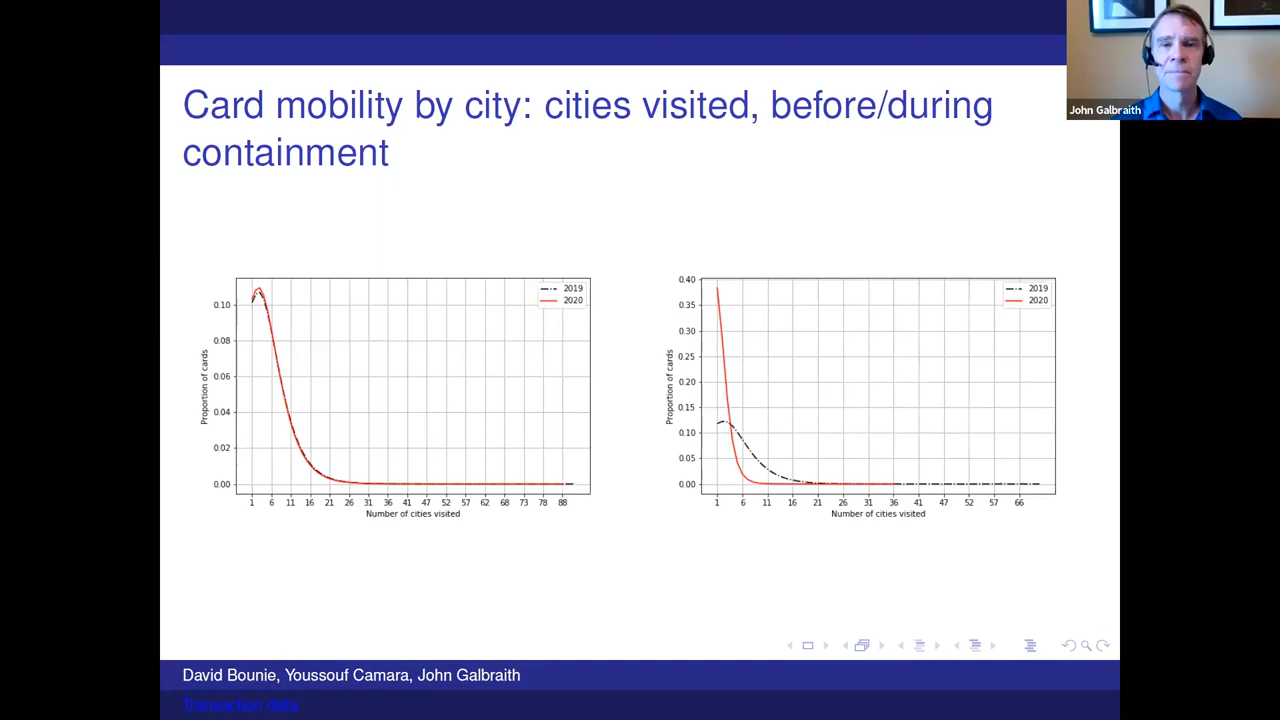 John Galbraith
Card mobility by city: cities visited, before/during
containment
2019
2020
0.10
0.08
0.06
0.04
0.02
0.00
Proportion of cards
1 6 11 16 21 26 31 36 41 47 52 57 62 68 73 78 88
Number of cities visited
2019
2020
0.40
0.35
0.30
0.25
0.20
0.15
0.10
0.05
0.00
Proportion of cards
1 6 11 16 21 26 31 36 41 47 52 57 66
Number of cities visited
David Bounie, Youssouf Camara, John Galbraith
Transaction data